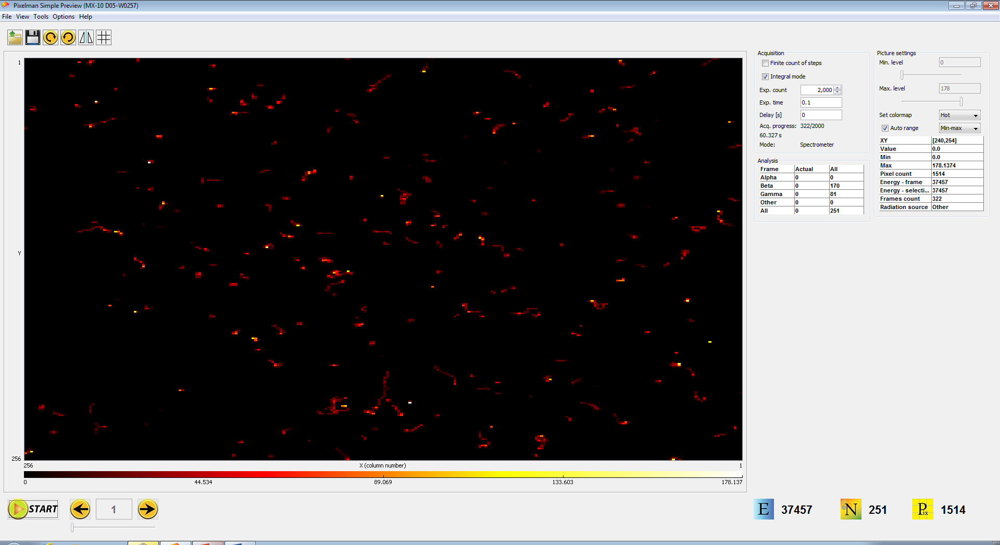 Pixelman Simple Preview (MX-10 D05-W0257)
File View Tools Options Help
1
Y
256
256 X (column number) 1
0 44.534 89.069 133.603 178.137
START 1
Acquisition
Finite count of steps
Integral mode
Exp. count 2,000
Exp. time 0.1
Delay [s] 0
Acq. progress: 322/2000
60.327 s
Mode: Spectrometer
Analysis
Frame Actual All
Alpha 0 0
Beta 0 170
Gamma 0 81
Other 0 0
All 0 251
Picture settings
Min. level 0
Max. level 178
Set colormap Hot
Auto range Min-max
XY [240,254]
Value 0.0
Min 0.0
Max 178.1374
Pixel count 1514
Energy - frame 37457
Energy - selecti... 37457
Frames count 322
Radiation source Other
E 37457 N 251 Pix 1514